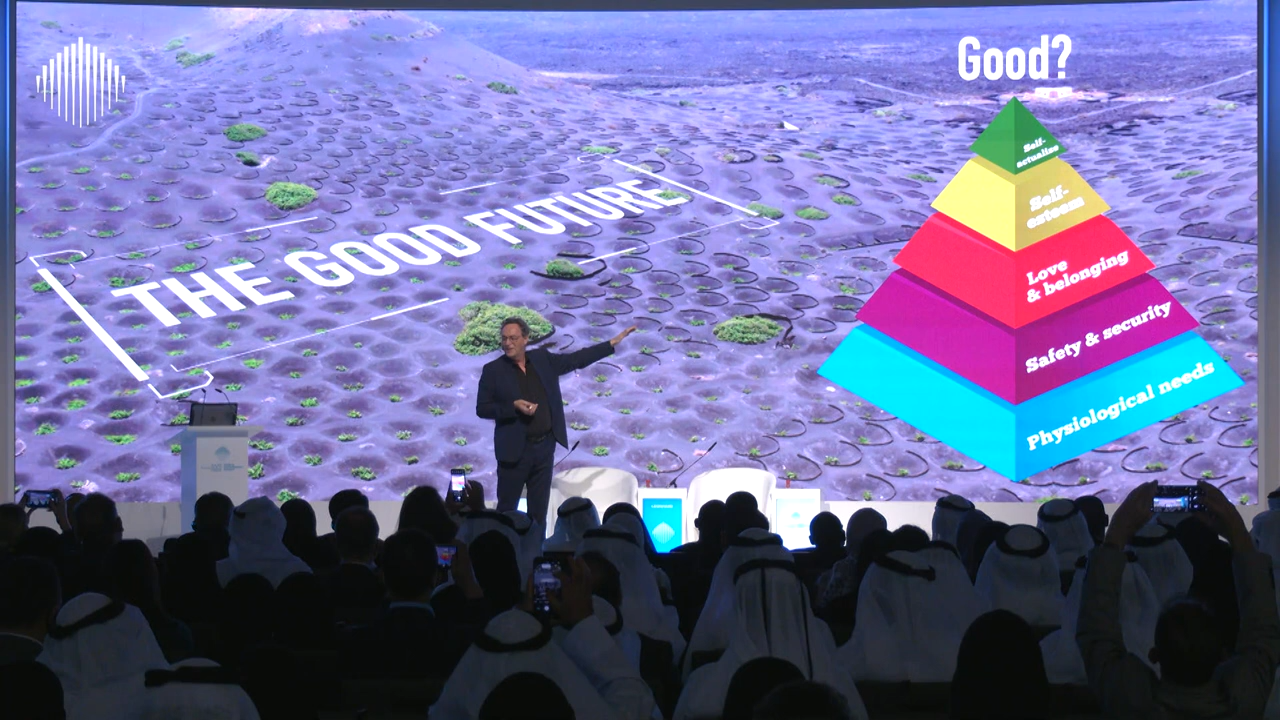 THE GOOD FUTURE
Good?
Self-
actualize
Self-
esteem
Love
& belonging
Safety & security
Physiological needs